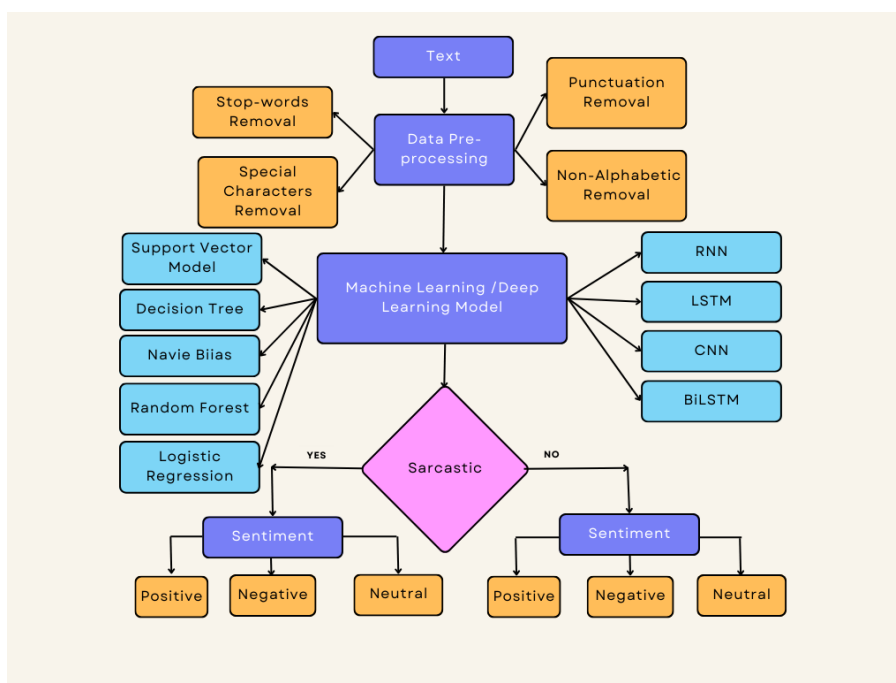 Text
Stop-words
Removal
Punctuation
Removal
Data Pre-
processing
Special
Characters
Removal
Non-Alphabetic
Removal
Support Vector
Model
Machine Learning /Deep
Learning Model
RNN
Decision Tree
LSTM
Navie Biias
CNN
Random Forest
BiLSTM
Logistic
Regression
YES
Sarcastic
NO
Sentiment
Sentiment
Positive
Negative
Neutral
Positive
Negative
Neutral